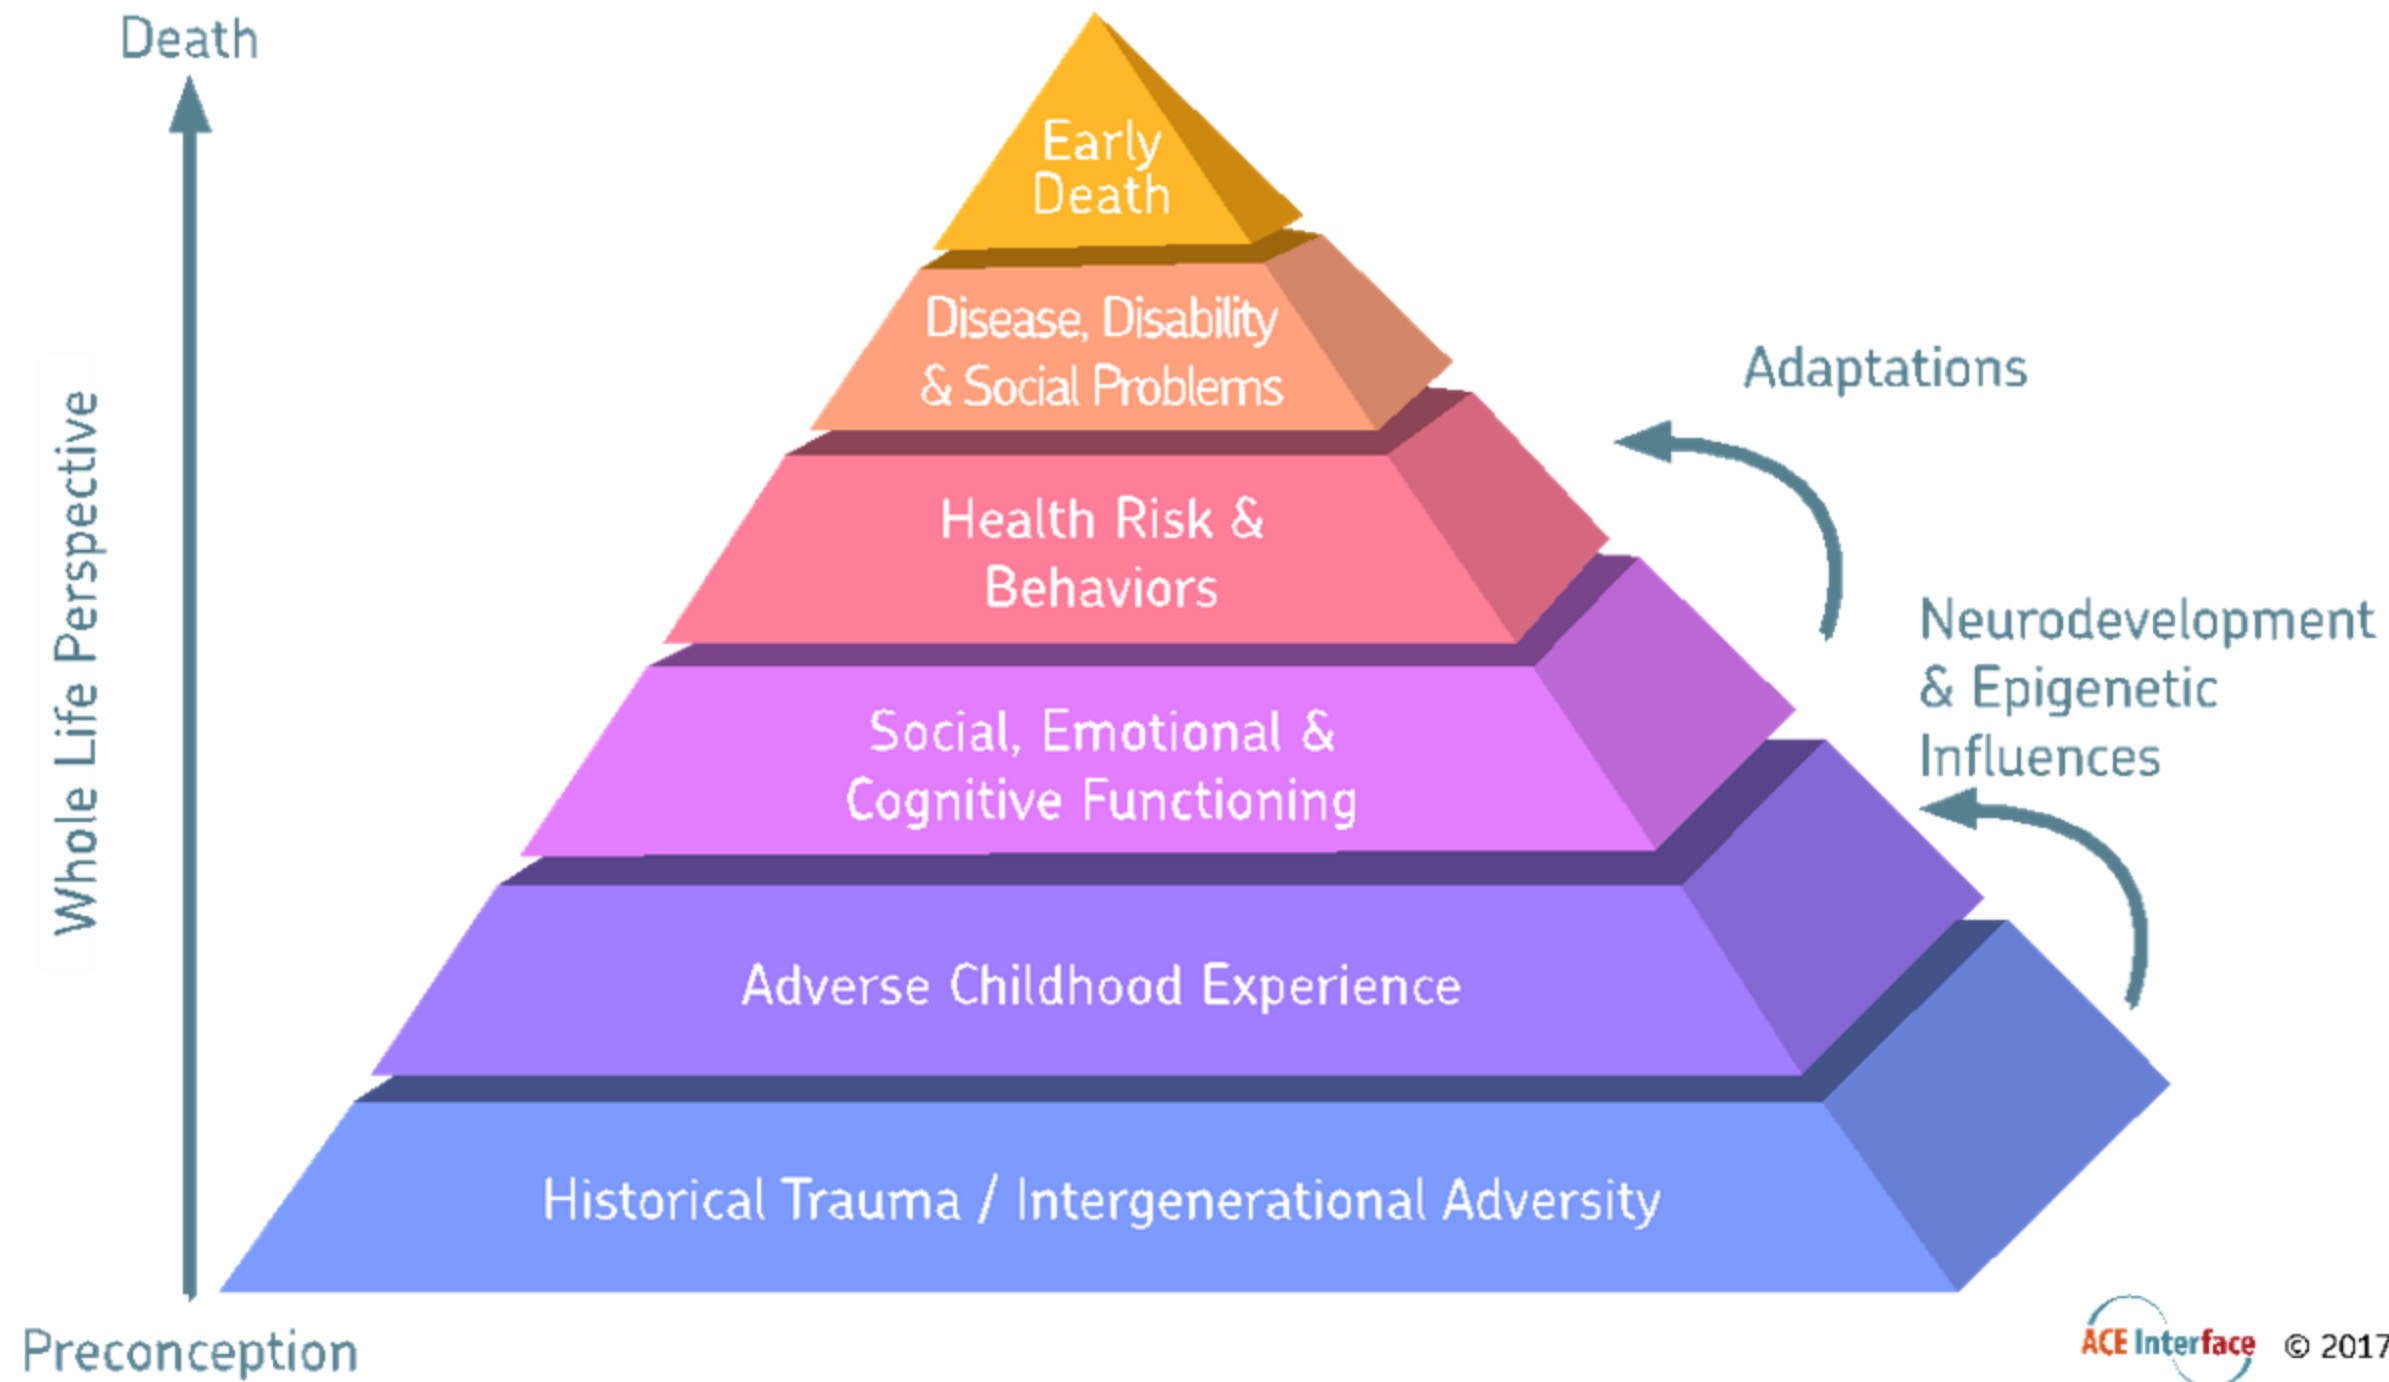 Death
Early
Death
Disease, Disability
& Social Problems
Adaptations
Health Risk &
Behaviors
Whole Life Perspective
Neurodevelopment
& Epigenetic
Influences
Social, Emotional &
Cognitive Functioning
Adverse Childhood Experience
Historical Trauma / Intergenerational Adversity
Preconception
ACE Interface © 2017